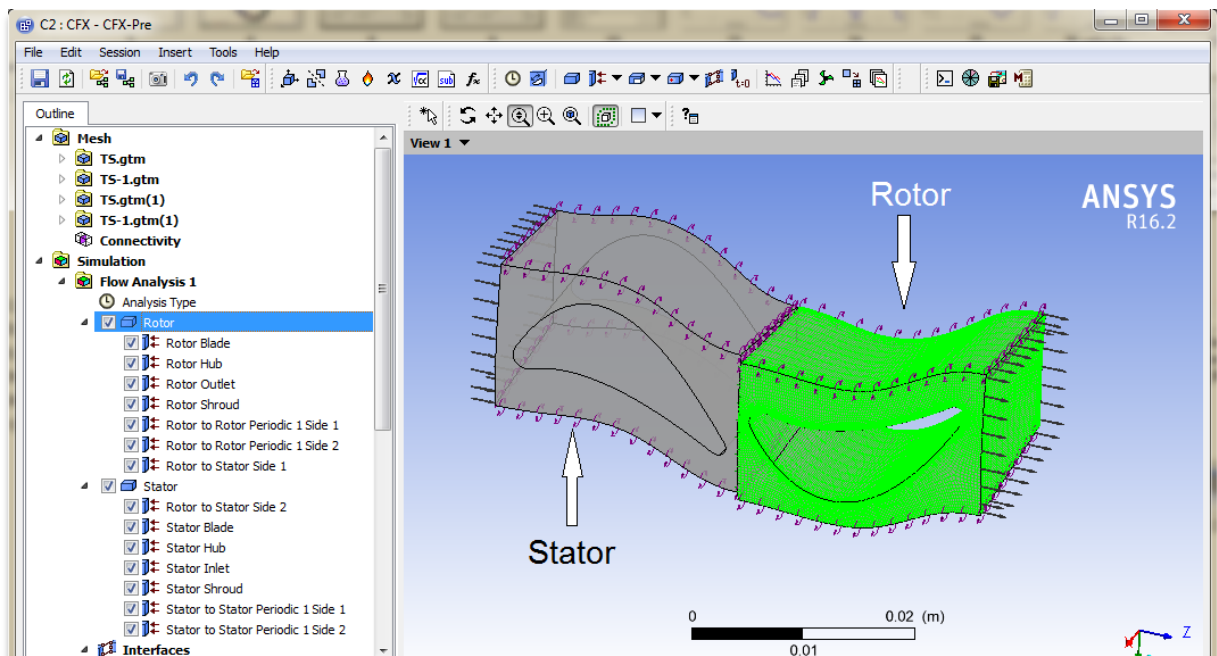 C2 : CFX - CFX-Pre
File Edit Session Insert Tools Help
Outline
Mesh
TS.gtm
TS-1.gtm
TS.gtm(1)
TS-1.gtm(1)
Connectivity
Simulation
Flow Analysis 1
Analysis Type
Rotor
Rotor Blade
Rotor Hub
Rotor Outlet
Rotor Shroud
Rotor to Rotor Periodic 1 Side 1
Rotor to Rotor Periodic 1 Side 2
Rotor to Stator Side 1
Stator
Rotor to Stator Side 2
Stator Blade
Stator Hub
Stator Inlet
Stator Shroud
Stator to Stator Periodic 1 Side 1
Stator to Stator Periodic 1 Side 2
Interfaces
View 1
Rotor
ANSYS
R16.2
Stator
0 0.02 (m)
0.01
Z